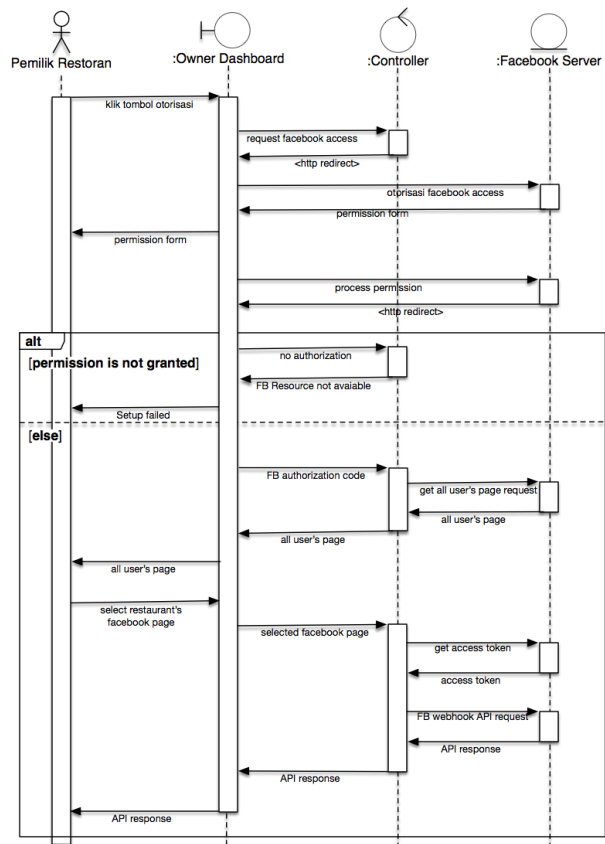 Pemilik Restoran
:Owner Dashboard
:Controller
:Facebook Server
klik tombol otorisasi
request facebook access
<http redirect>
otorisasi facebook access
permission form
permission form
process permission
<http redirect>
alt
[permission is not granted]
no authorization
FB Resource not avaiable
Setup failed
[else]
FB authorization code
get all user's page request
all user's page
all user's page
all user's page
select restaurant's
facebook page
selected facebook page
get access token
access token
FB webhook API request
API response
API response
API response